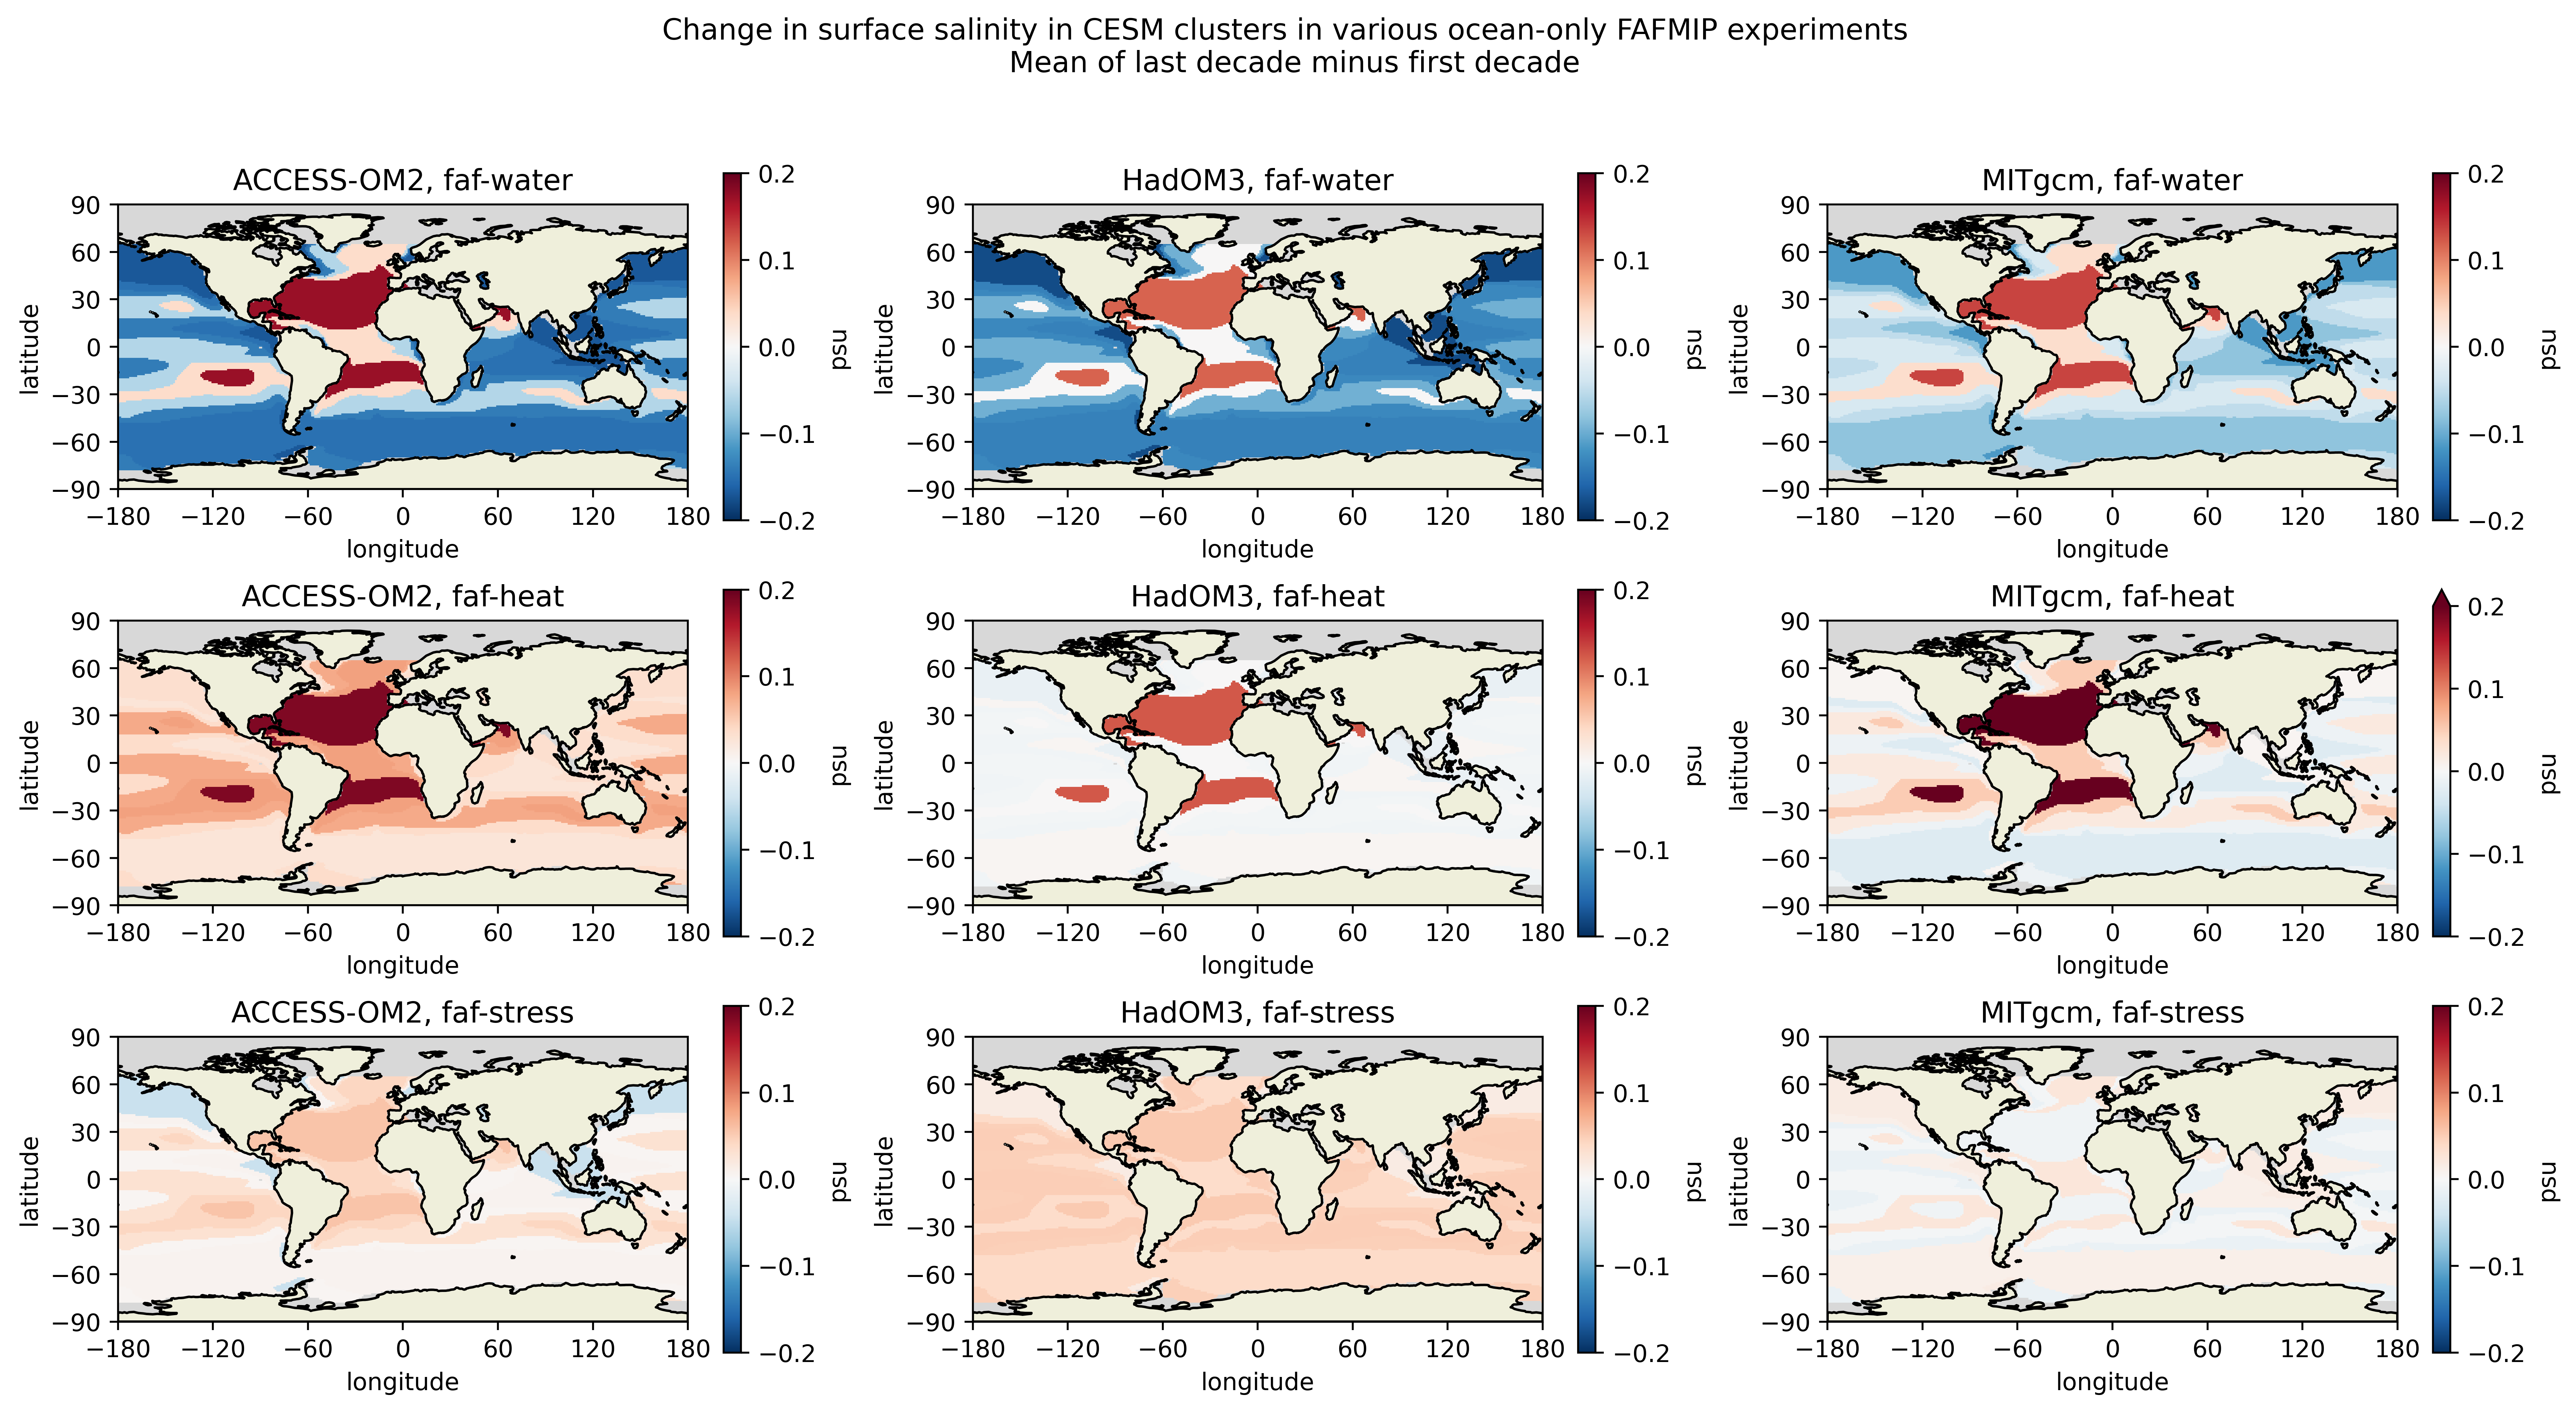 Change in surface salinity in CESM clusters in various ocean-only FAFMIP experiments
Mean of last decade minus first decade
ACCESS-OM2, faf-water
90
60
30
0
−30
−60
−90
latitude
−180 −120 −60 0 60 120 180
longitude
0.2
0.1
0.0
−0.1
−0.2
psu
HadOM3, faf-water
90
60
30
0
−30
−60
−90
latitude
−180 −120 −60 0 60 120 180
longitude
0.2
0.1
0.0
−0.1
−0.2
psu
MITgcm, faf-water
90
60
30
0
−30
−60
−90
latitude
−180 −120 −60 0 60 120 180
longitude
0.2
0.1
0.0
−0.1
−0.2
psu
ACCESS-OM2, faf-heat
90
60
30
0
−30
−60
−90
latitude
−180 −120 −60 0 60 120 180
longitude
0.2
0.1
0.0
−0.1
−0.2
psu
HadOM3, faf-heat
90
60
30
0
−30
−60
−90
latitude
−180 −120 −60 0 60 120 180
longitude
0.2
0.1
0.0
−0.1
−0.2
psu
MITgcm, faf-heat
90
60
30
0
−30
−60
−90
latitude
−180 −120 −60 0 60 120 180
longitude
0.2
0.1
0.0
−0.1
−0.2
psu
ACCESS-OM2, faf-stress
90
60
30
0
−30
−60
−90
latitude
−180 −120 −60 0 60 120 180
longitude
0.2
0.1
0.0
−0.1
−0.2
psu
HadOM3, faf-stress
90
60
30
0
−30
−60
−90
latitude
−180 −120 −60 0 60 120 180
longitude
0.2
0.1
0.0
−0.1
−0.2
psu
MITgcm, faf-stress
90
60
30
0
−30
−60
−90
latitude
−180 −120 −60 0 60 120 180
longitude
0.2
0.1
0.0
−0.1
−0.2
psu